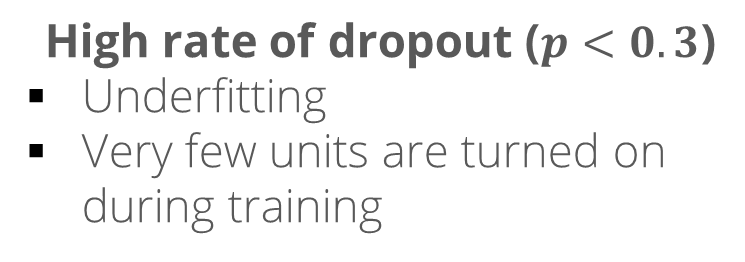 High rate of dropout (p < 0.3)
▪ Underfitting
▪ Very few units are turned on
during training